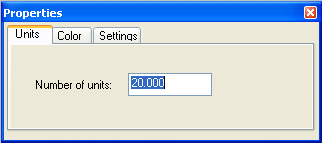 Properties
Units Color Settings
Number of units: 20.000